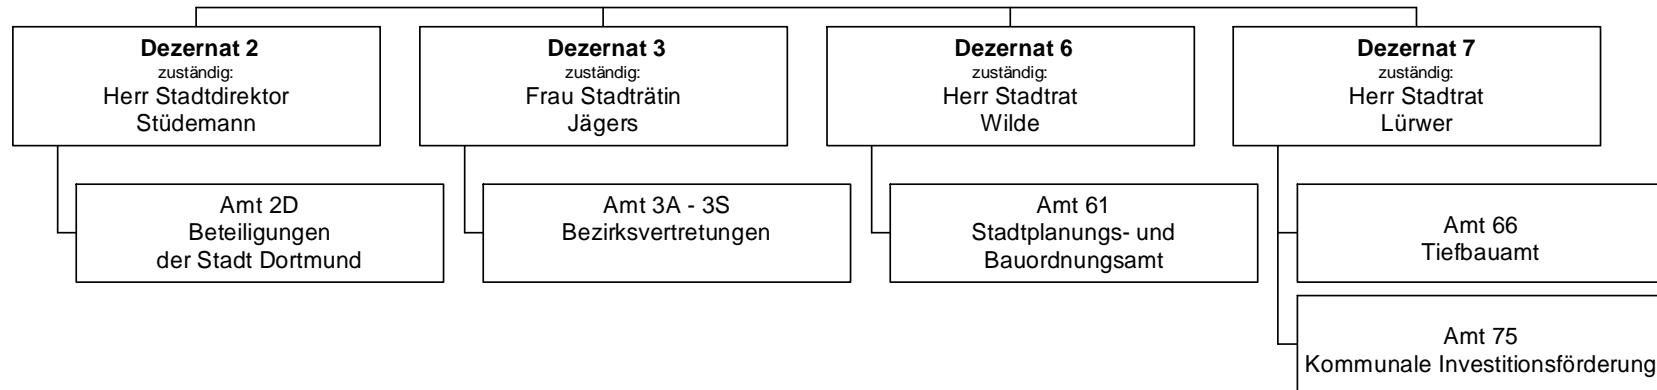 Dezernat 2
zuständig:
Herr Stadtdirektor
Stüdemann
Dezernat 3
zuständig:
Frau Stadträtin
Jägers
Dezernat 6
zuständig:
Herr Stadtrat
Wilde
Dezernat 7
zuständig:
Herr Stadtrat
Lürwer
Amt 2D
Beteiligungen
der Stadt Dortmund
Amt 3A - 3S
Bezirksvertretungen
Amt 61
Stadtplanungs- und
Bauordnungsamt
Amt 66
Tiefbauamt
Amt 75
Kommunale Investitionsförderung